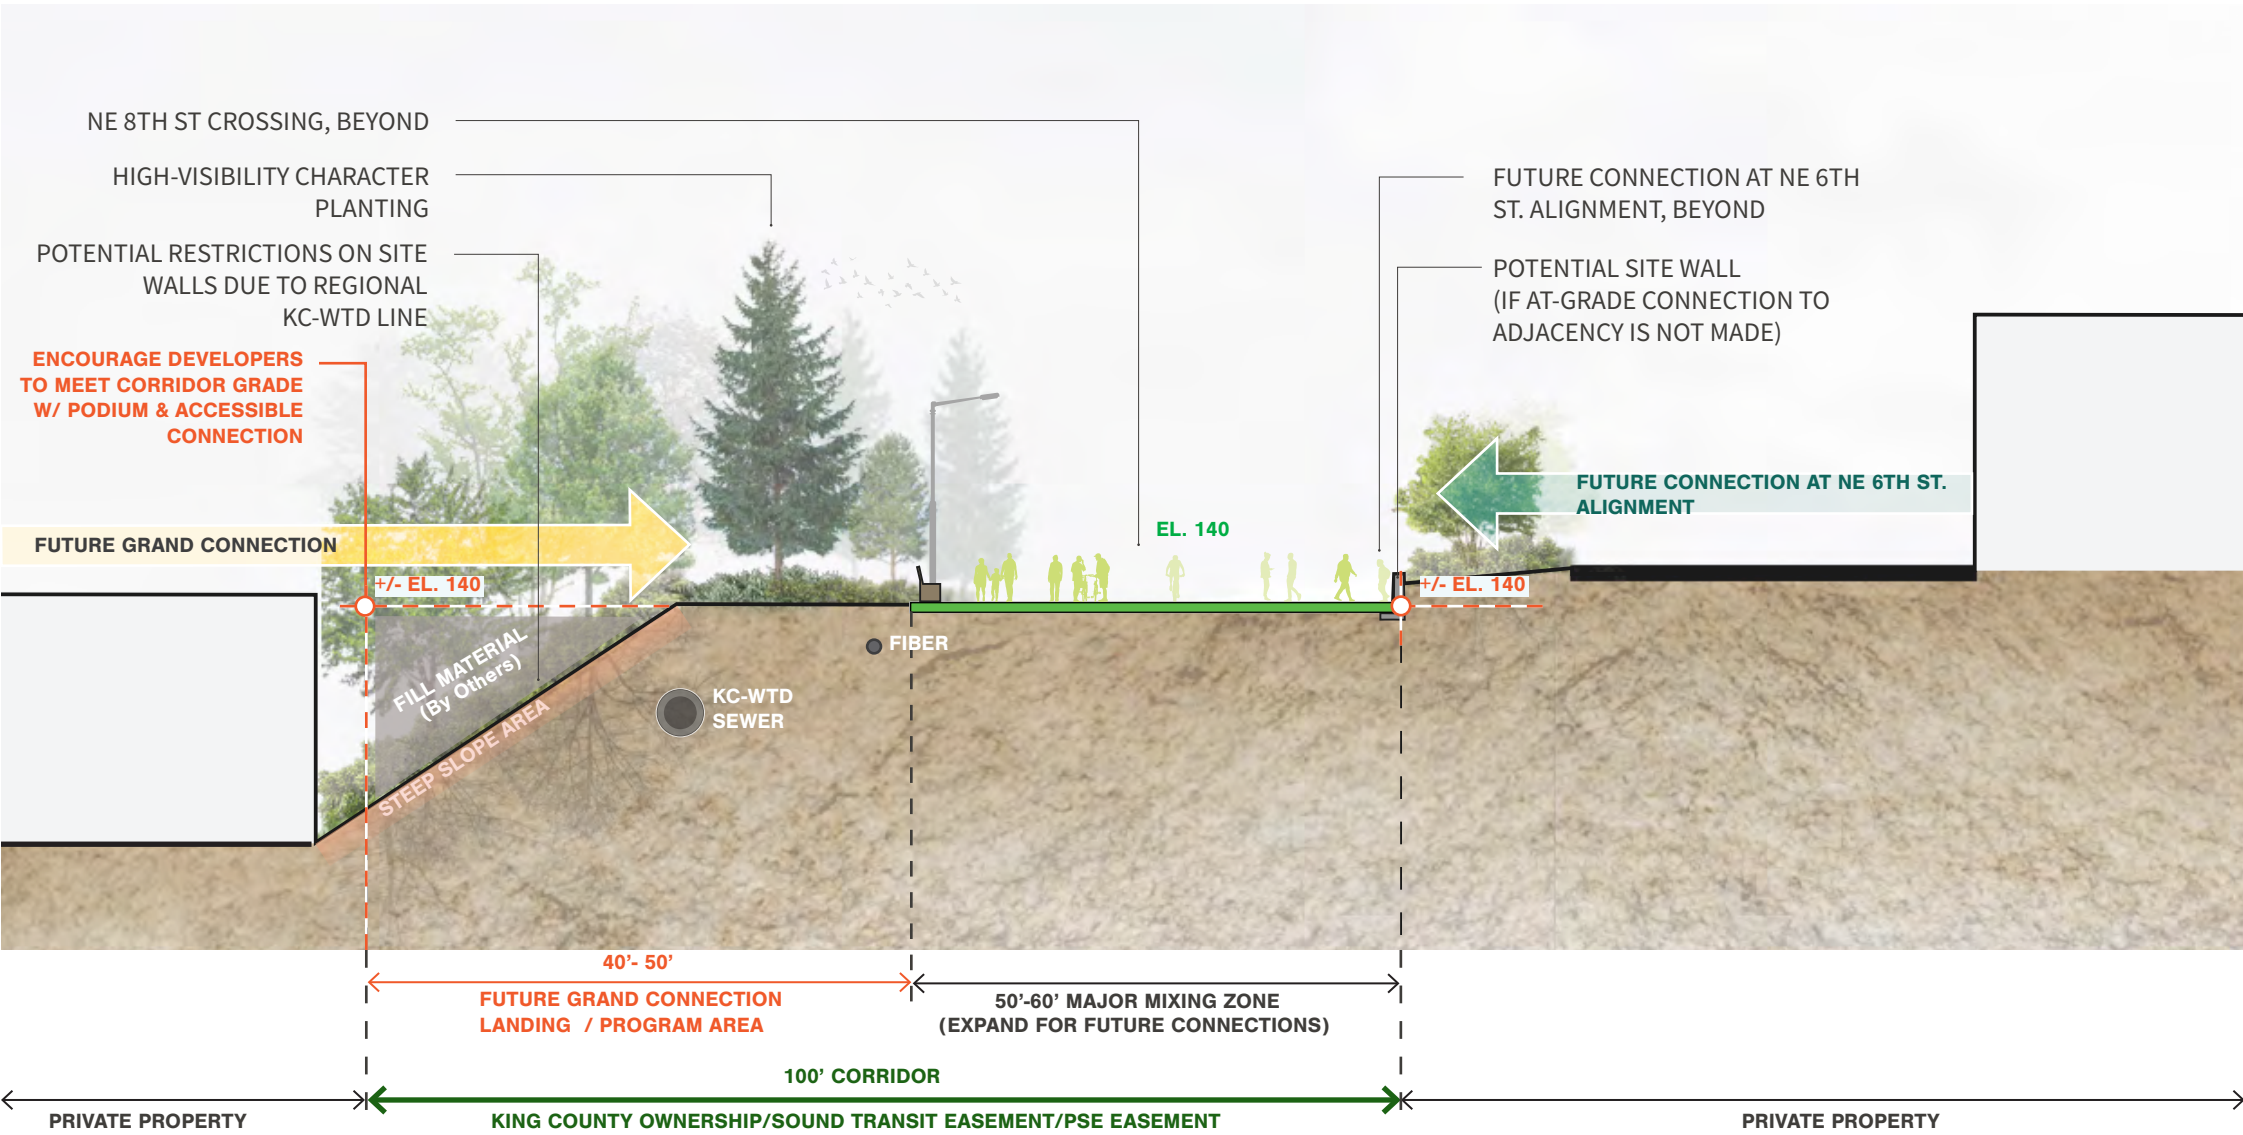 NE 8TH ST CROSSING, BEYOND
HIGH-VISIBILITY CHARACTER
PLANTING
POTENTIAL RESTRICTIONS ON SITE
WALLS DUE TO REGIONAL
KC-WTD LINE
ENCOURAGE DEVELOPERS
TO MEET CORRIDOR GRADE
W/ PODIUM & ACCESSIBLE
CONNECTION
FUTURE CONNECTION AT NE 6TH
ST. ALIGNMENT, BEYOND
POTENTIAL SITE WALL
(IF AT-GRADE CONNECTION TO
ADJACENCY IS NOT MADE)
FUTURE CONNECTION AT NE 6TH ST.
ALIGNMENT
EL. 140
FUTURE GRAND CONNECTION
+/- EL. 140
+/- EL. 140
FILL MATERIAL
(By Others)
STEEP SLOPE AREA
FIBER
KC-WTD
SEWER
40’- 50’
FUTURE GRAND CONNECTION
LANDING / PROGRAM AREA
50’-60’ MAJOR MIXING ZONE
(EXPAND FOR FUTURE CONNECTIONS)
100’ CORRIDOR
PRIVATE PROPERTY
KING COUNTY OWNERSHIP/SOUND TRANSIT EASEMENT/PSE EASEMENT
PRIVATE PROPERTY